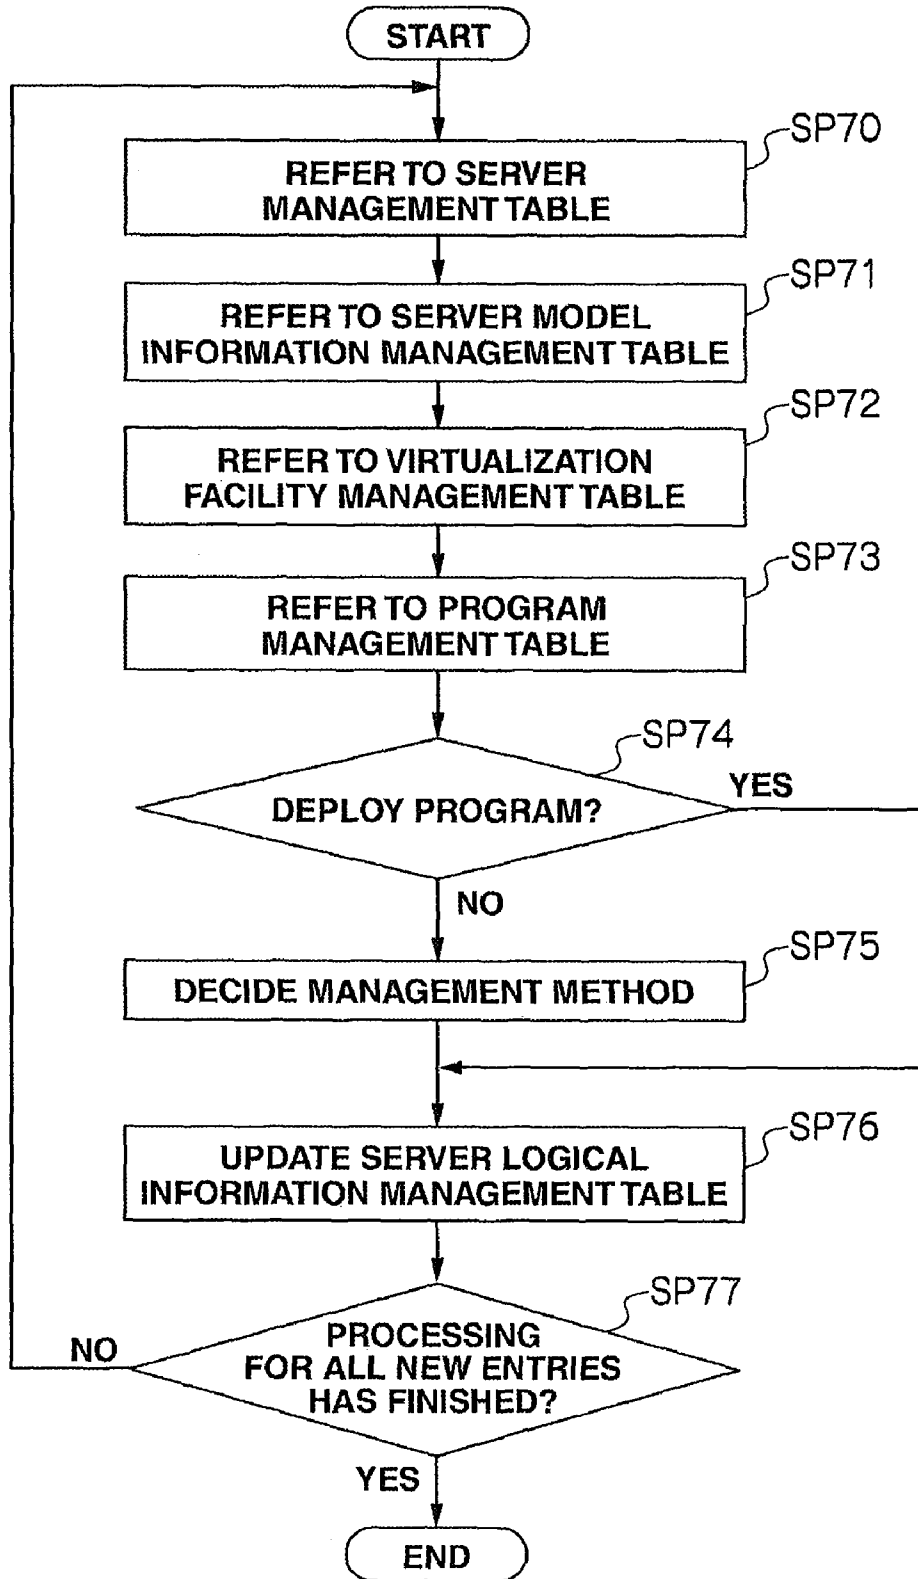 START
SP70
REFER TO SERVER
MANAGEMENT TABLE
SP71
REFER TO SERVER MODEL
INFORMATION MANAGEMENT TABLE
SP72
REFER TO VIRTUALIZATION
FACILITY MANAGEMENT TABLE
SP73
REFER TO PROGRAM
MANAGEMENT TABLE
SP74
DEPLOY PROGRAM?
YES
NO
SP75
DECIDE MANAGEMENT METHOD
SP76
UPDATE SERVER LOGICAL
INFORMATION MANAGEMENT TABLE
SP77
PROCESSING
FOR ALL NEW ENTRIES
HAS FINISHED?
NO
YES
END